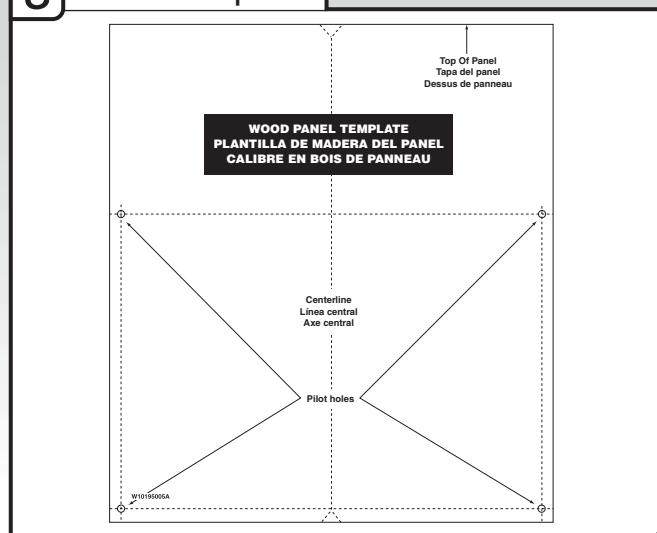 Top Of Panel
Tapa del panel
Dessus de panneau
WOOD PANEL TEMPLATE
PLANTILLA DE MADERA DEL PANEL
CALIBRE EN BOIS DE PANNEAU
Centerline
Línea central
Axe central
Pilot holes
W10195005A